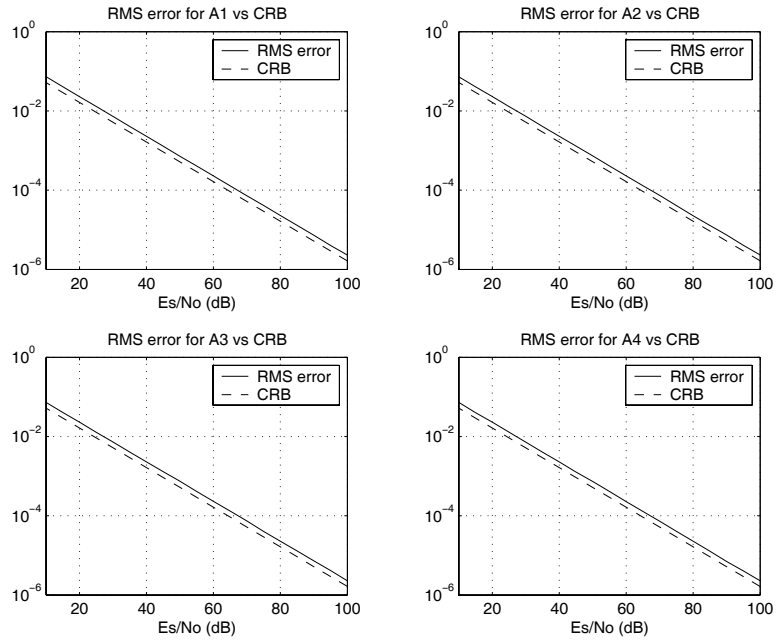 RMS error for A1 vs CRB
10^0
10^-2
10^-4
10^-6
RMS error
CRB
20 40 60 80 100
Es/No (dB)
RMS error for A2 vs CRB
10^0
10^-2
10^-4
10^-6
RMS error
CRB
20 40 60 80 100
Es/No (dB)
RMS error for A3 vs CRB
10^0
10^-2
10^-4
10^-6
RMS error
CRB
20 40 60 80 100
Es/No (dB)
RMS error for A4 vs CRB
10^0
10^-2
10^-4
10^-6
RMS error
CRB
20 40 60 80 100
Es/No (dB)